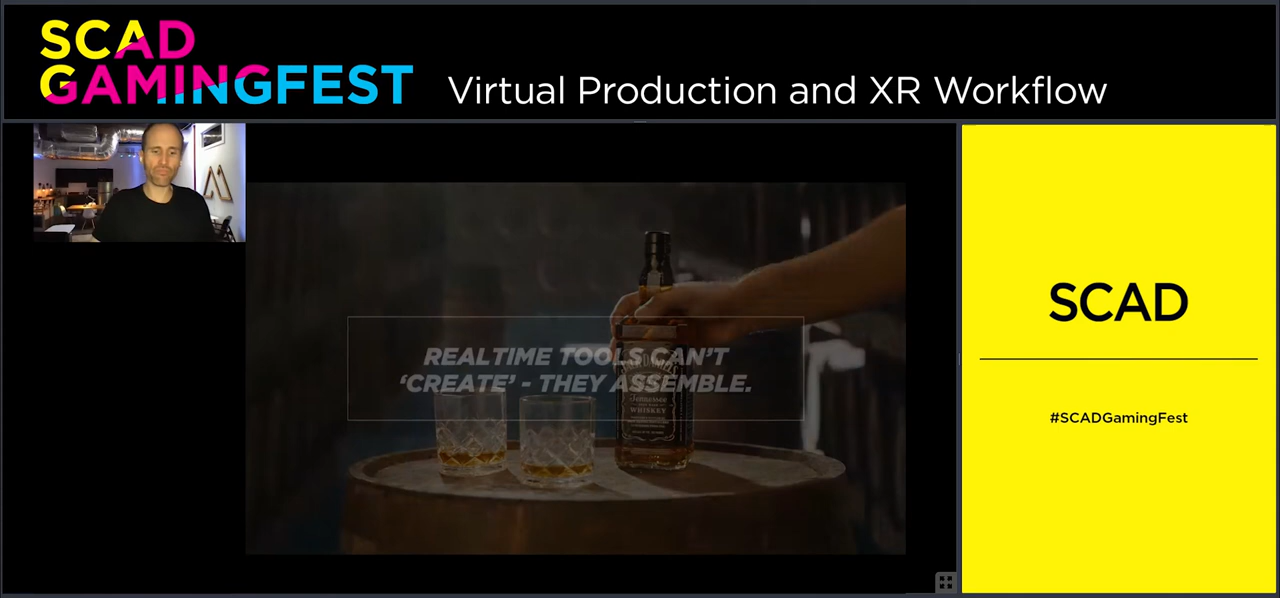 SCAD
GAMINGFEST
Virtual Production and XR Workflow
REALTIME TOOLS CAN'T
'CREATE' - THEY ASSEMBLE.
Tennessee
WHISKEY
SCAD
#SCADGamingFest